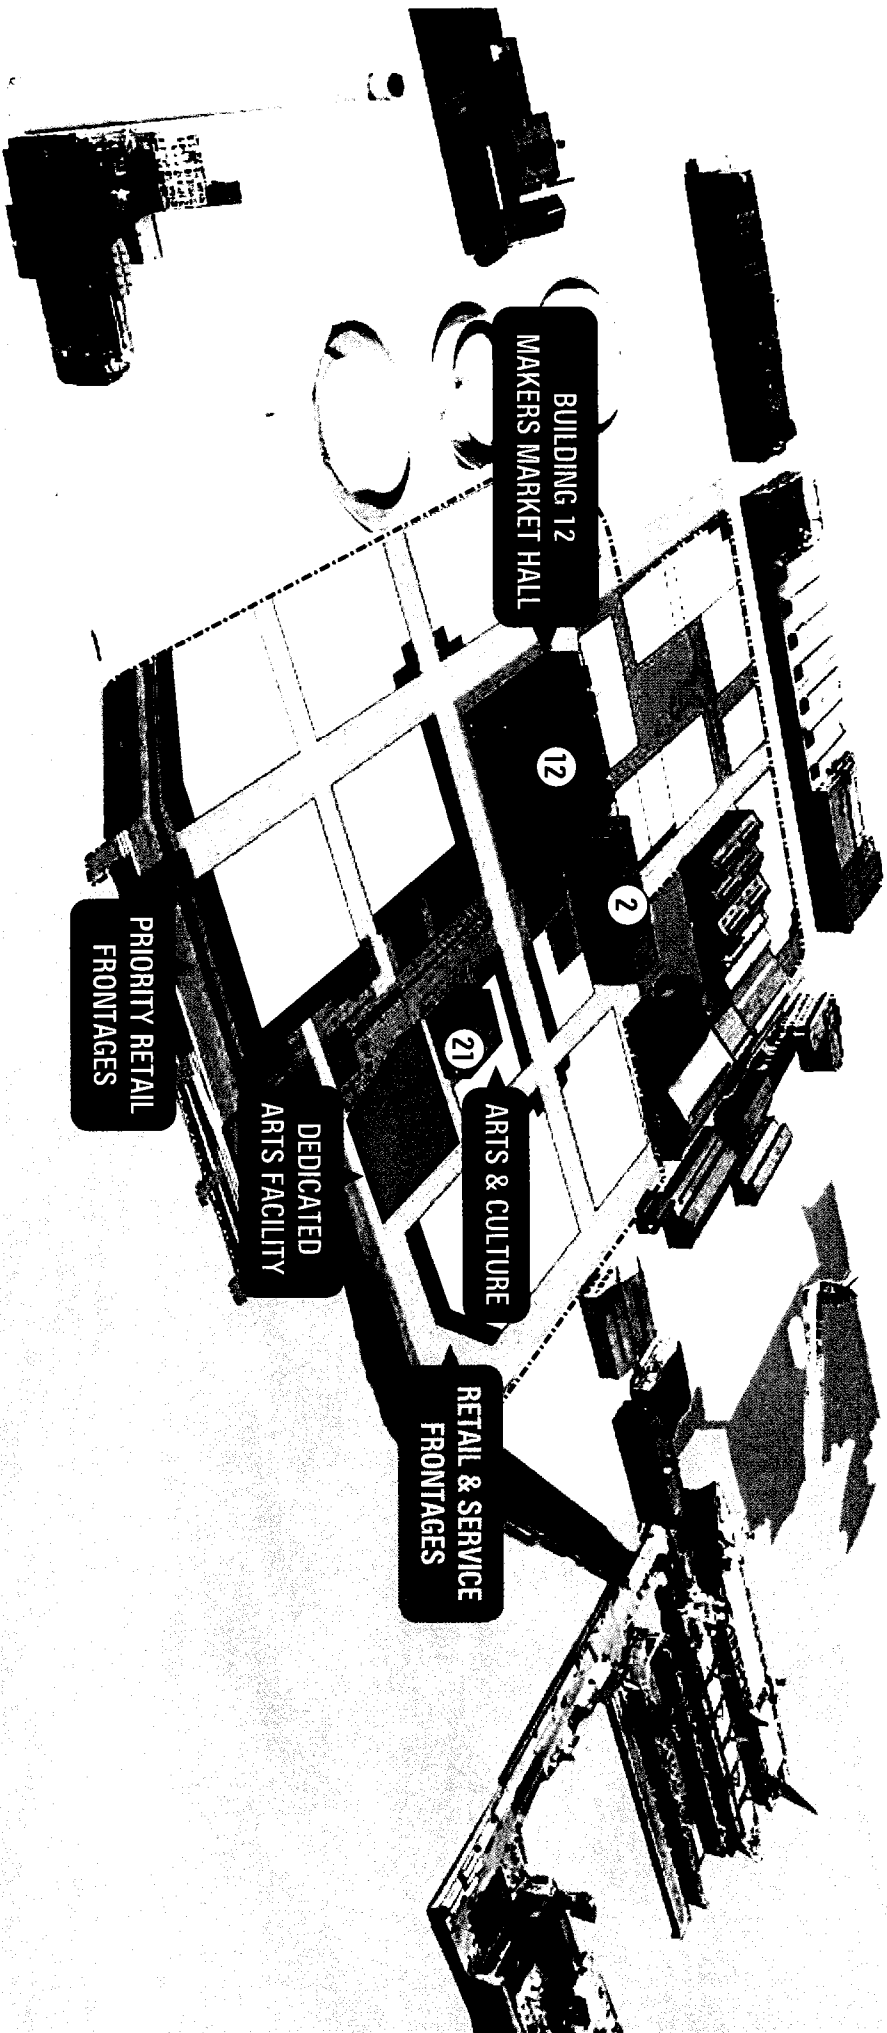 BUILDING 12
MAKERS MARKET HALL
12
2
21
PRIORITY RETAIL
FRONTAGES
DEDICATED
ARTS FACILITY
ARTS & CULTURE
RETAIL & SERVICE
FRONTAGES